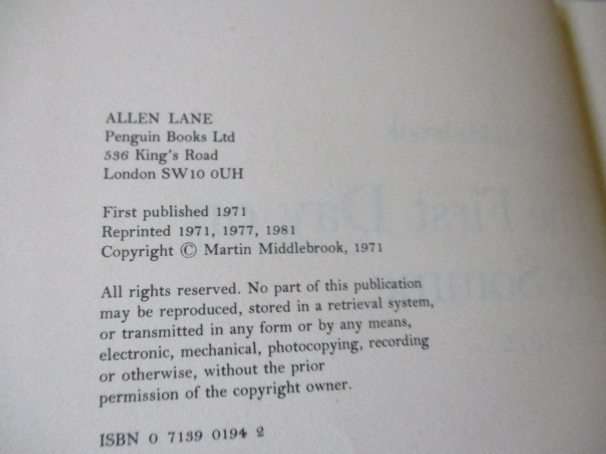 ALLEN LANE
Penguin Books Ltd
536 King's Road
London SW10 0UH
First published 1971
Reprinted 1971, 1977, 1981
Copyright © Martin Middlebrook, 1971
All rights reserved. No part of this publication
may be reproduced, stored in a retrieval system,
or transmitted in any form or by any means,
electronic, mechanical, photocopying, recording
or otherwise, without the prior
permission of the copyright owner.
ISBN 0 7139 0194 2
First Day